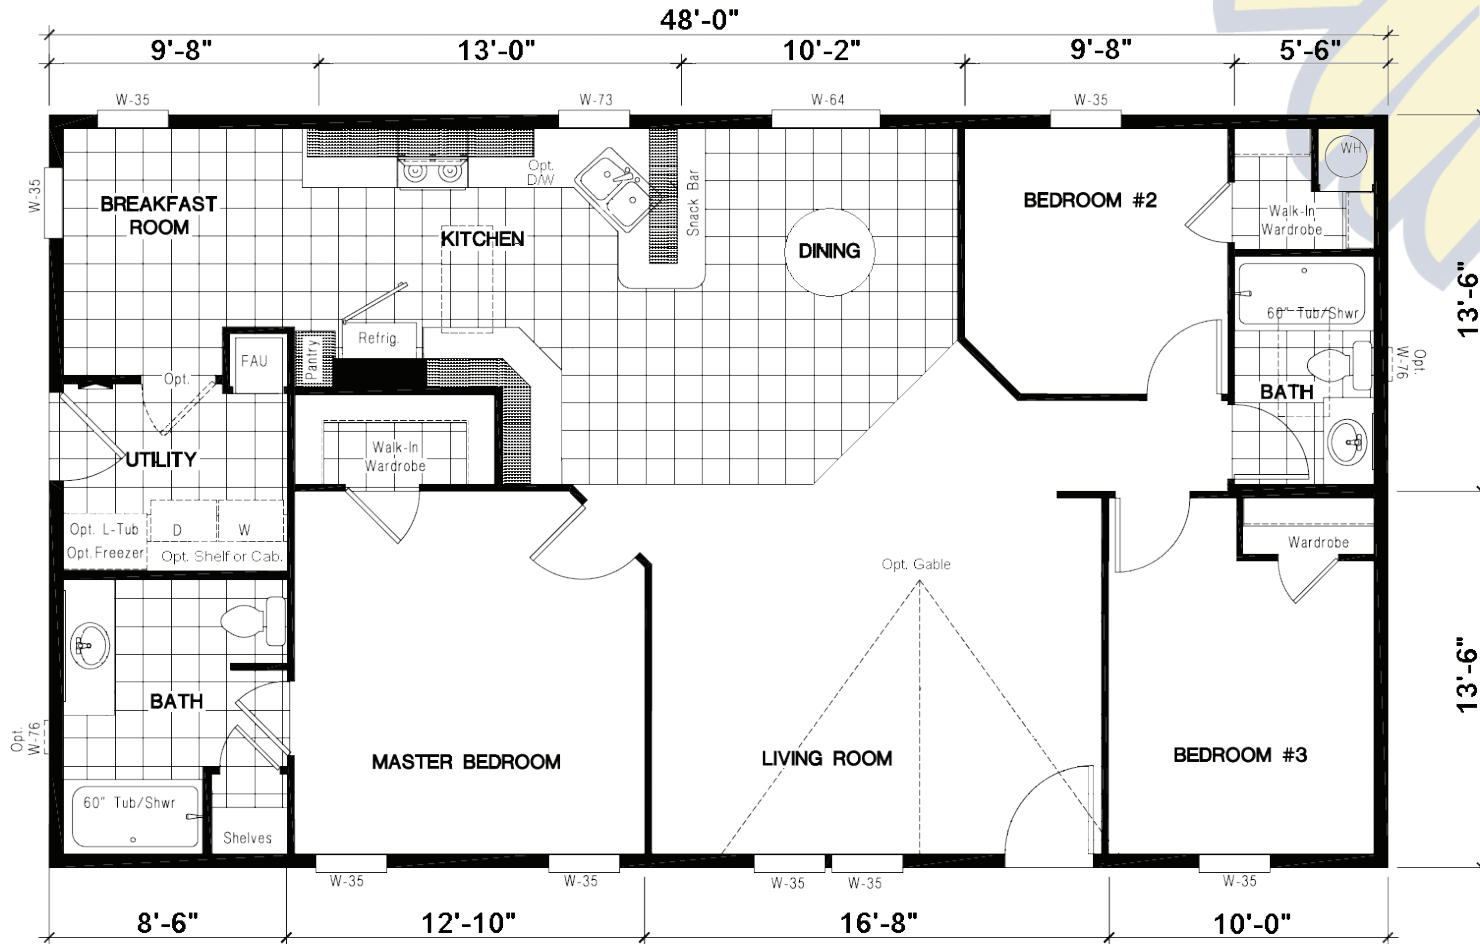 48'-0"
9'-8"
13'-0"
10'-2"
9'-8"
5'-6"
W-35
W-73
W-64
W-35
W-35
BREAKFAST
ROOM
KITCHEN
Opt.
D/W
Snack Bar
DINING
BEDROOM #2
Walk-In
Wardrobe
WH
13'-6"
60" Tub/Shwr
BATH
Opt.
W-76
FAU
Pantry
Refrig.
Opt.
UTILITY
Walk-In
Wardrobe
Opt. L-Tub
Opt. Freezer
D
W
Opt. Shelf or Cab.
Wardrobe
Opt. Gable
BATH
Opt.
W-76
MASTER BEDROOM
LIVING ROOM
BEDROOM #3
13'-6"
60" Tub/Shwr
Shelves
W-35
W-35
W-35
W-35
W-35
8'-6"
12'-10"
16'-8"
10'-0"